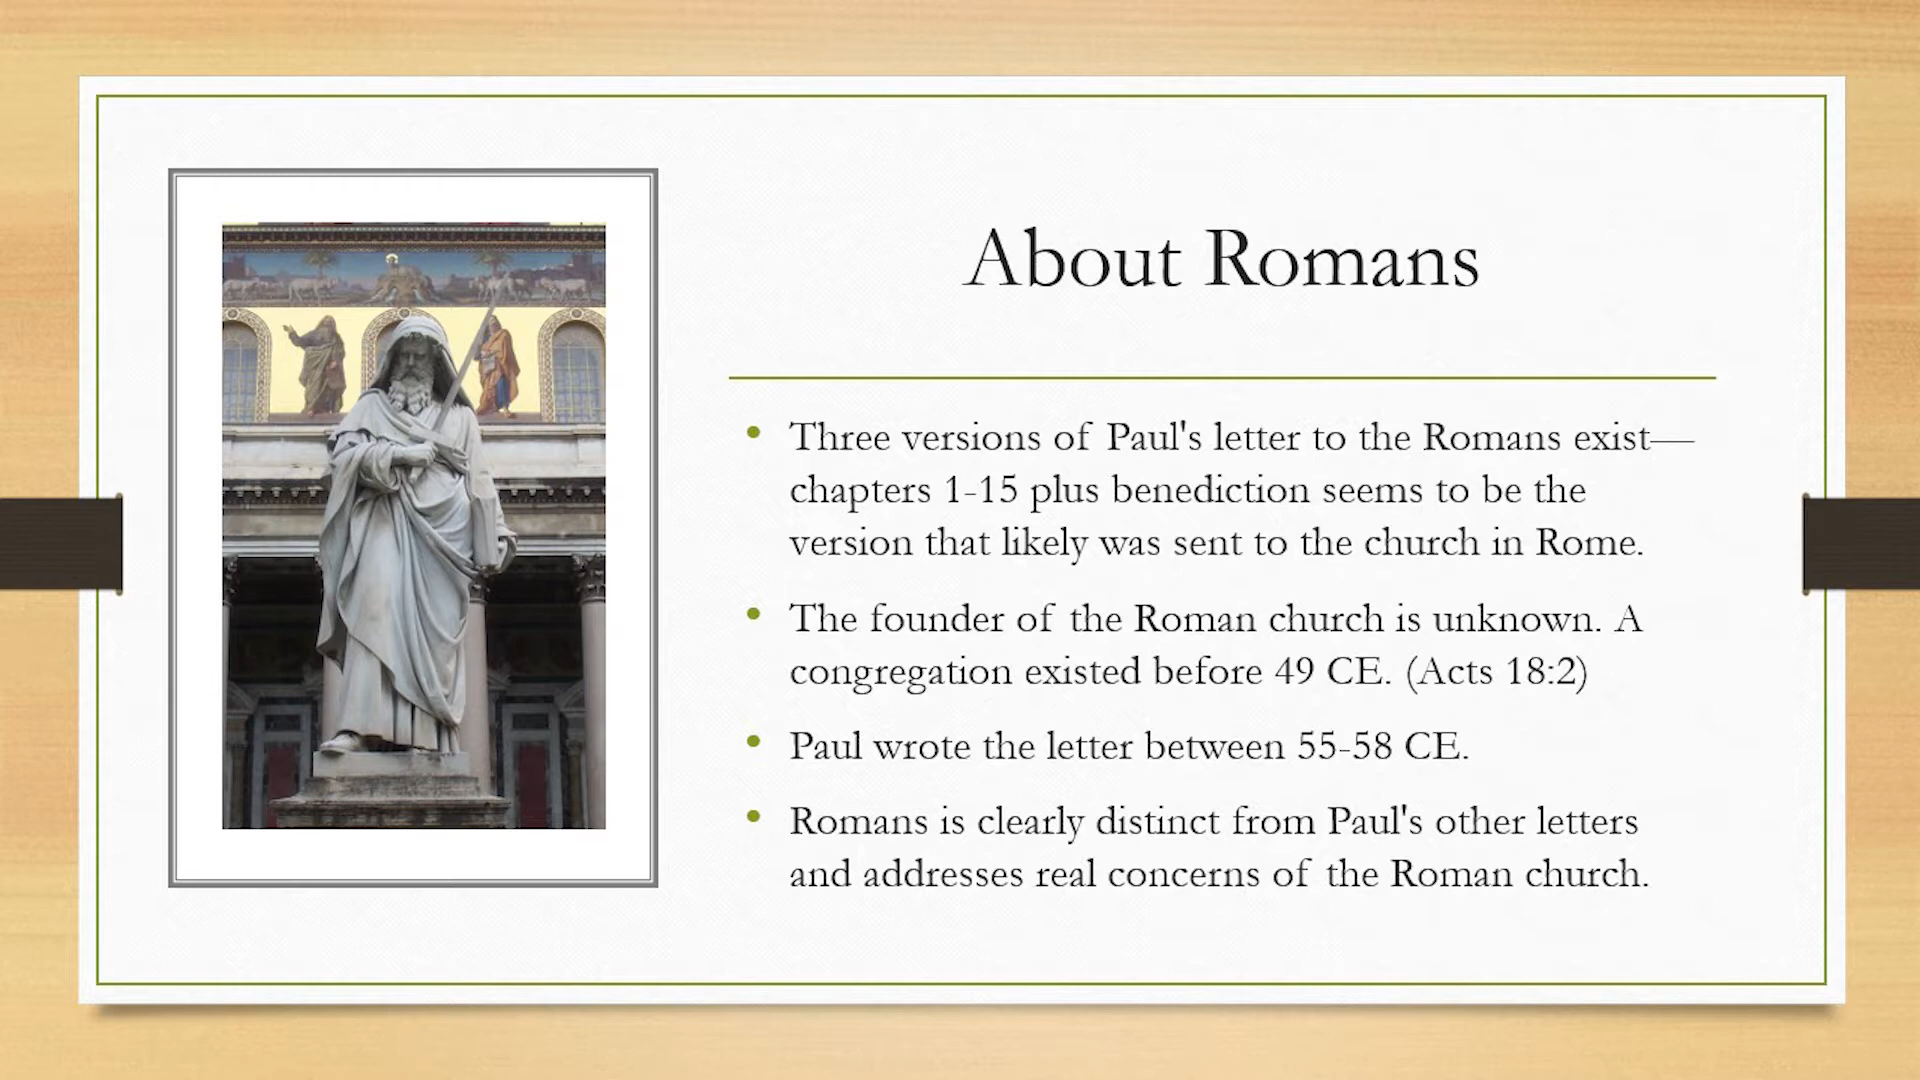 About Romans
• Three versions of Paul's letter to the Romans exist—
chapters 1-15 plus benediction seems to be the
version that likely was sent to the church in Rome.
• The founder of the Roman church is unknown. A
congregation existed before 49 CE. (Acts 18:2)
• Paul wrote the letter between 55-58 CE.
• Romans is clearly distinct from Paul's other letters
and addresses real concerns of the Roman church.